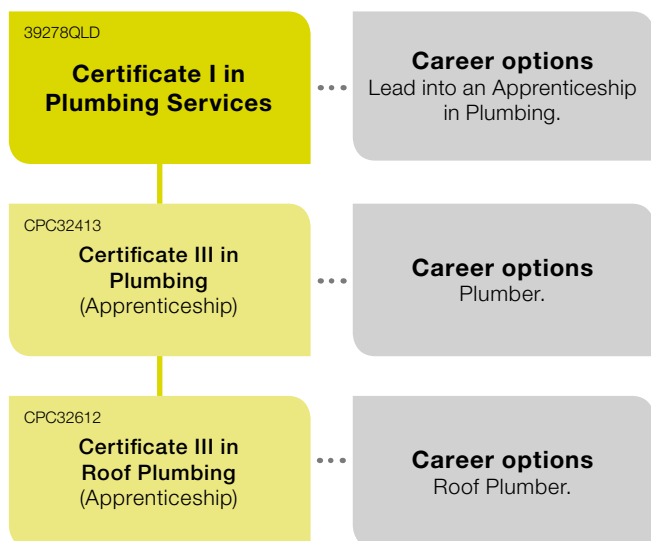 39278QLD
Certificate I in
Plumbing Services
Career options
Lead into an Apprenticeship
in Plumbing.
CPC32413
Certificate III in
Plumbing
(Apprenticeship)
Career options
Plumber.
CPC32612
Certificate III in
Roof Plumbing
(Apprenticeship)
Career options
Roof Plumber.